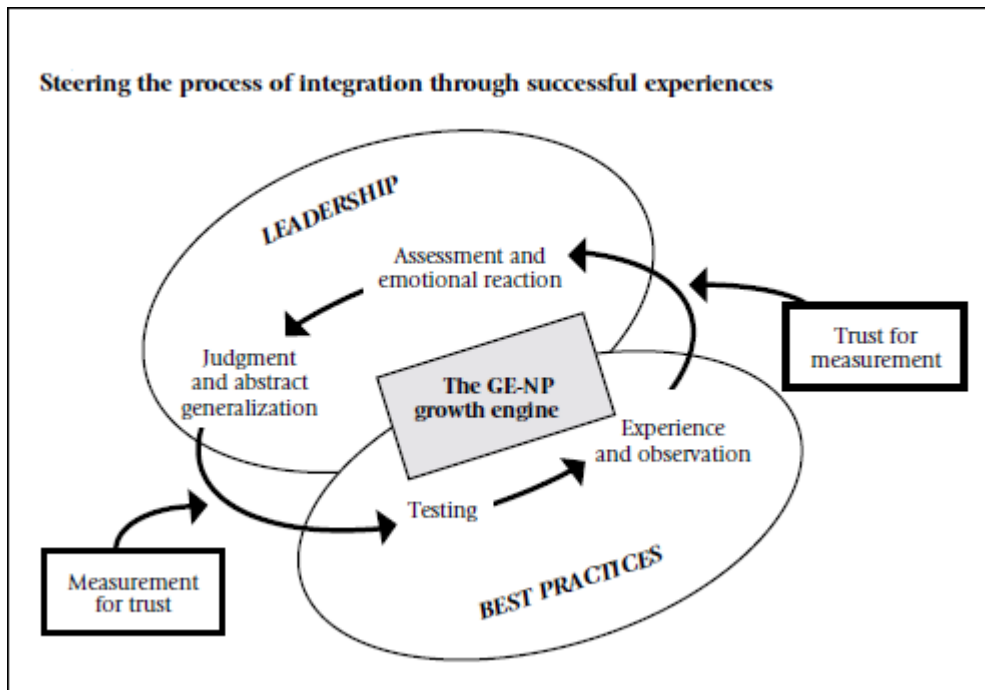 Steering the process of integration through successful experiences
LEADERSHIP
Assessment and
emotional reaction
Trust for
measurement
Judgment
and abstract
generalization
The GE-NP
growth engine
Experience
and observation
Testing
Measurement
for trust
BEST PRACTICES